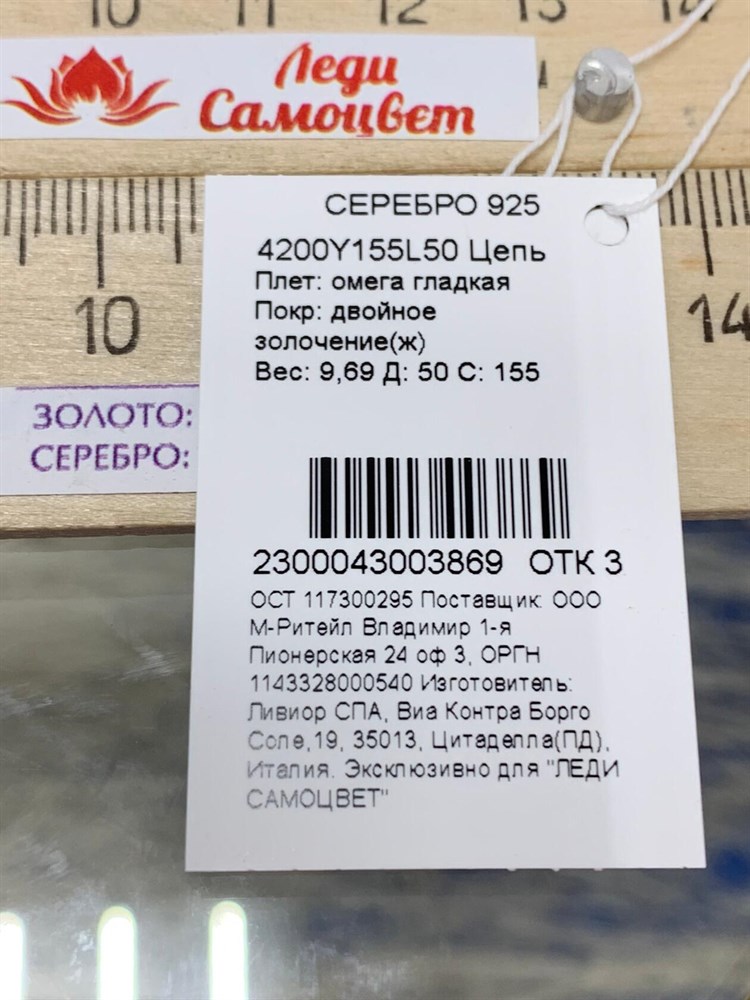 10 11 13 14
Леди
Самоцвет
СЕРЕБРО 925
4200Y155L50 Цепь
Плет: омега гладкая
Покр: двойное
золочение(ж)
Вес: 9,69 Д: 50 С: 155
10
14
ЗОЛОТО:
СЕРЕБРО:
2300043003869 ОТК 3
ОСТ 117300295 Поставщик: ООО
М-Ритейл Владимир 1-я
Пионерская 24 оф 3, ОРГН
1143328000540 Изготовитель:
Ливиор СПА, Виа Контра Борго
Соле,19, 35013, Цитаделла(ПД),
Италия. Эксклюзивно для "ЛЕДИ
САМОЦВЕТ"